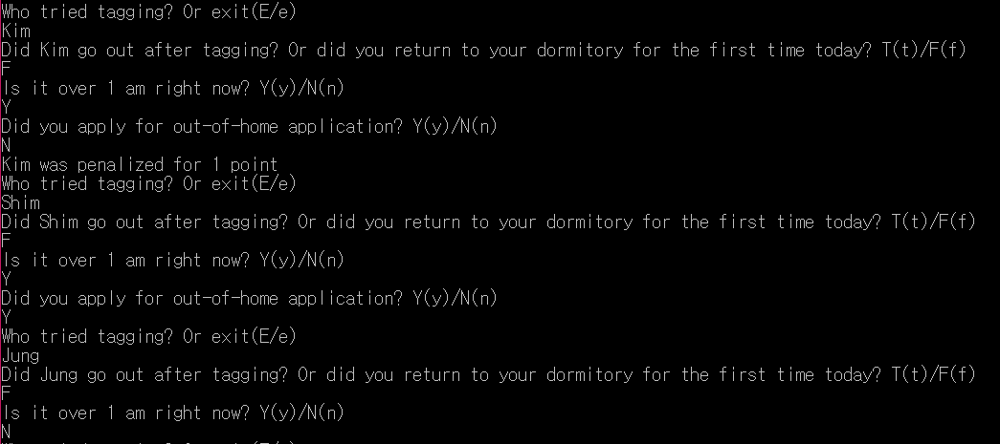 Who tried tagging? Or exit(E/e)
Kim
Did Kim go out after tagging? Or did you return to your dormitory for the first time today? T(t)/F(f)
F
Is it over 1 am right now? Y(y)/N(n)
Y
Did you apply for out-of-home application? Y(y)/N(n)
N
Kim was penalized for 1 point
Who tried tagging? Or exit(E/e)
Shim
Did Shim go out after tagging? Or did you return to your dormitory for the first time today? T(t)/F(f)
F
Is it over 1 am right now? Y(y)/N(n)
Y
Did you apply for out-of-home application? Y(y)/N(n)
Y
Who tried tagging? Or exit(E/e)
Jung
Did Jung go out after tagging? Or did you return to your dormitory for the first time today? T(t)/F(f)
F
Is it over 1 am right now? Y(y)/N(n)
N